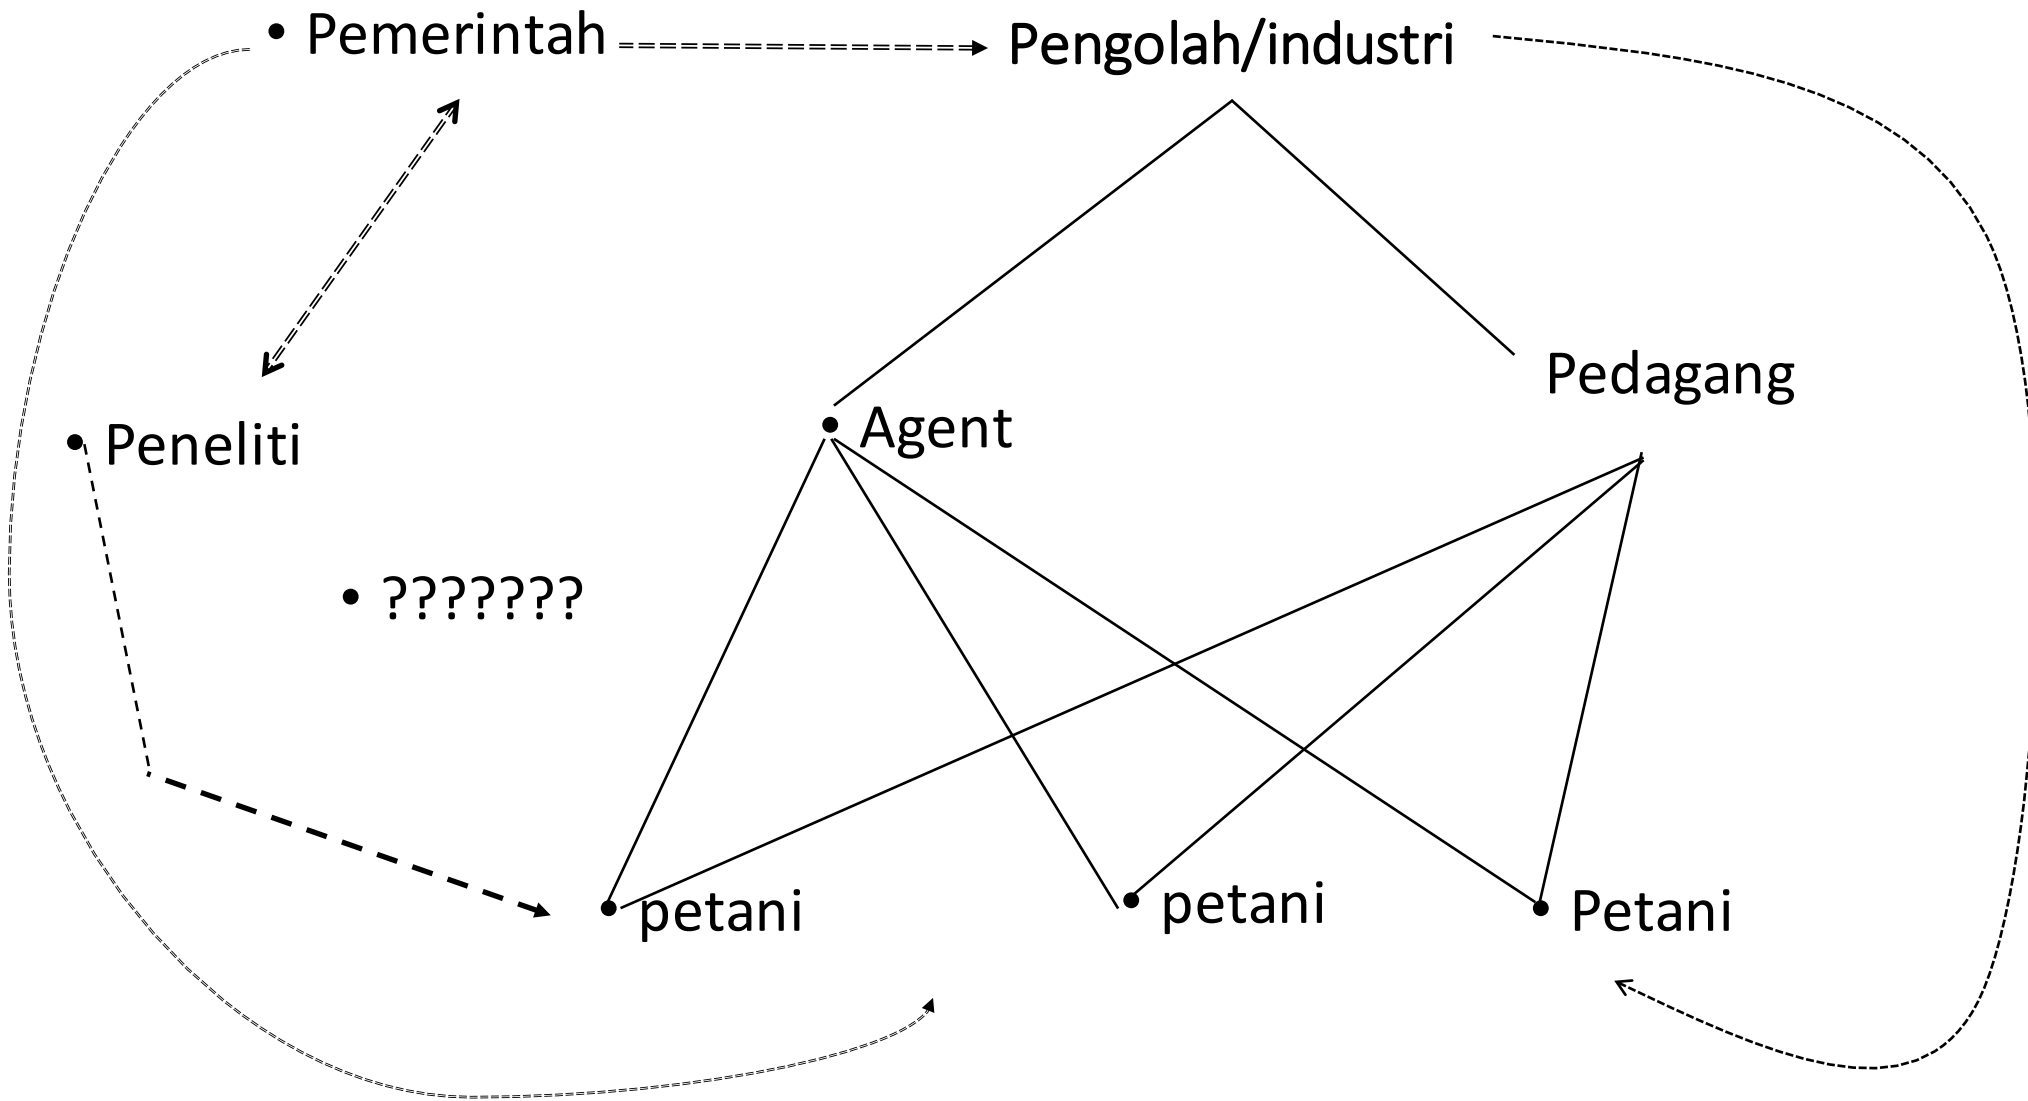 • Pemerintah
Pengolah/industri
Pedagang
• Agent
• Peneliti
• ???????
• petani
• petani
• Petani